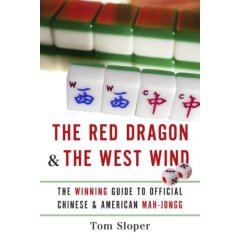 W W C C
西 西 中 中
THE RED DRAGON
& THE WEST WIND
THE WINNING GUIDE TO OFFICIAL
CHINESE & AMERICAN MAH-JONGG
Tom Sloper